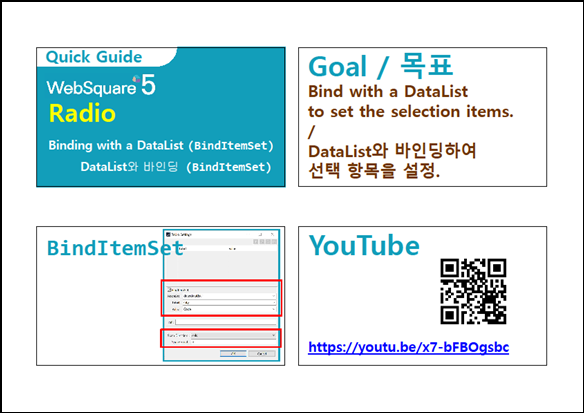 Quick Guide
WebSquare 5
Radio
Binding with a DataList (BindItemSet)
DataList와 바인딩 (BindItemSet)
Goal / 목표
Bind with a DataList
to set the selection items.
/
DataList와 바인딩하여
선택 항목을 설정.
BindItemSet
YouTube
https://youtu.be/x7-bFBOgsbc